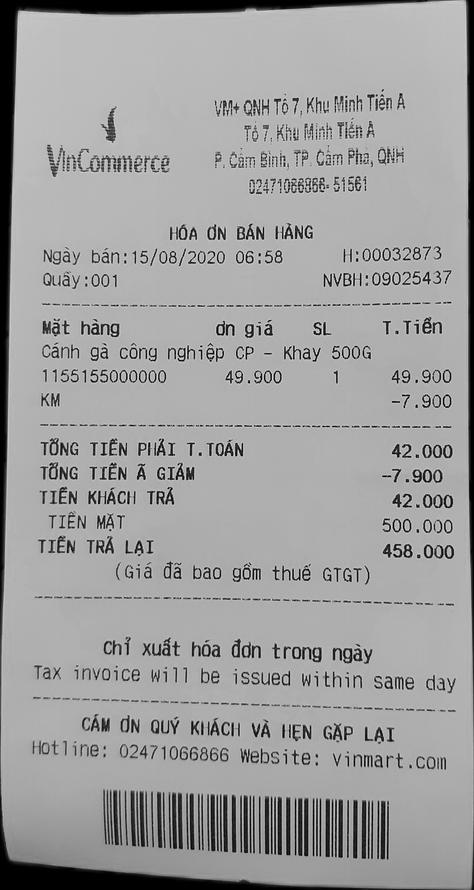 VinCommerce
VM+ QNH Tổ 7, Khu Minh Tiến A
Tổ 7, Khu Minh Tiến A
P. Cẩm Bình, TP. Cẩm Phả, QNH
02471066866- 51561
HÓA ƠN BÁN HÀNG
Ngày bán:15/08/2020 06:58 H:00032873
Quầy:001 NVBH:09025437
Mặt hàng ơn giá SL T.Tiền
Cánh gà công nghiệp CP - Khay 500G
1155155000000 49.900 1 49.900
KM -7.900
TỔNG TIỀN PHẢI T.TOÁN 42.000
TỔNG TIỀN Ã GIẢM -7.900
TIỀN KHÁCH TRẢ 42.000
TIỀN MẶT 500.000
TIỀN TRẢ LẠI 458.000
(Giá đã bao gồm thuế GTGT)
Chỉ xuất hóa đơn trong ngày
Tax invoice will be issued within same day
CẢM ƠN QUÝ KHÁCH VÀ HẸN GẶP LẠI
Hotline: 02471066866 Website: vinmart.com